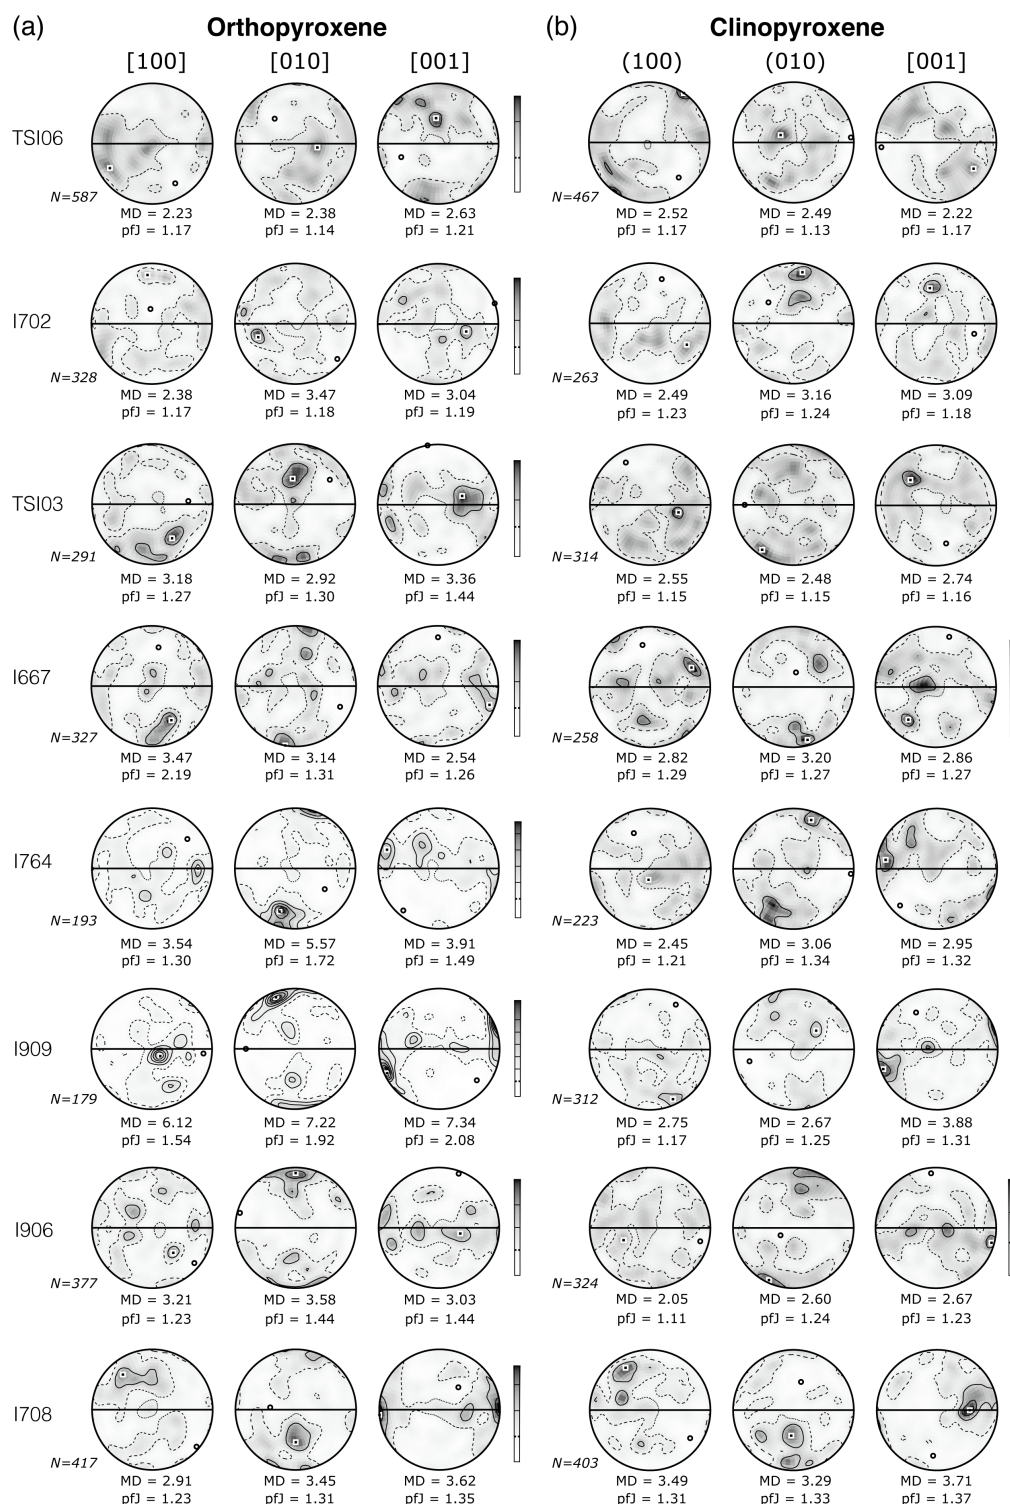 (a) Orthopyroxene (b) Clinopyroxene
[100] [010] [001] (100) (010) [001]
TSI06
N=587 N=467
MD = 2.23 MD = 2.38 MD = 2.63 MD = 2.52 MD = 2.49 MD = 2.22
pfJ = 1.17 pfJ = 1.14 pfJ = 1.21 pfJ = 1.17 pfJ = 1.13 pfJ = 1.17
I702
N=328 N=263
MD = 2.38 MD = 3.47 MD = 3.04 MD = 2.49 MD = 3.16 MD = 3.09
pfJ = 1.17 pfJ = 1.18 pfJ = 1.19 pfJ = 1.23 pfJ = 1.24 pfJ = 1.18
TSI03
N=291 N=314
MD = 3.18 MD = 2.92 MD = 3.36 MD = 2.55 MD = 2.48 MD = 2.74
pfJ = 1.27 pfJ = 1.30 pfJ = 1.44 pfJ = 1.15 pfJ = 1.15 pfJ = 1.16
I667
N=327 N=258
MD = 3.47 MD = 3.14 MD = 2.54 MD = 2.82 MD = 3.20 MD = 2.86
pfJ = 2.19 pfJ = 1.31 pfJ = 1.26 pfJ = 1.29 pfJ = 1.27 pfJ = 1.27
I764
N=193 N=223
MD = 3.54 MD = 5.57 MD = 3.91 MD = 2.45 MD = 3.06 MD = 2.95
pfJ = 1.30 pfJ = 1.72 pfJ = 1.49 pfJ = 1.21 pfJ = 1.34 pfJ = 1.32
I909
N=179 N=312
MD = 6.12 MD = 7.22 MD = 7.34 MD = 2.75 MD = 2.67 MD = 3.88
pfJ = 1.54 pfJ = 1.92 pfJ = 2.08 pfJ = 1.17 pfJ = 1.25 pfJ = 1.31
I906
N=377 N=324
MD = 3.21 MD = 3.58 MD = 3.03 MD = 2.05 MD = 2.60 MD = 2.67
pfJ = 1.23 pfJ = 1.44 pfJ = 1.44 pfJ = 1.11 pfJ = 1.24 pfJ = 1.23
I708
N=417 N=403
MD = 2.91 MD = 3.45 MD = 3.62 MD = 3.49 MD = 3.29 MD = 3.71
pfJ = 1.23 pfJ = 1.31 pfJ = 1.35 pfJ = 1.31 pfJ = 1.33 pfJ = 1.37